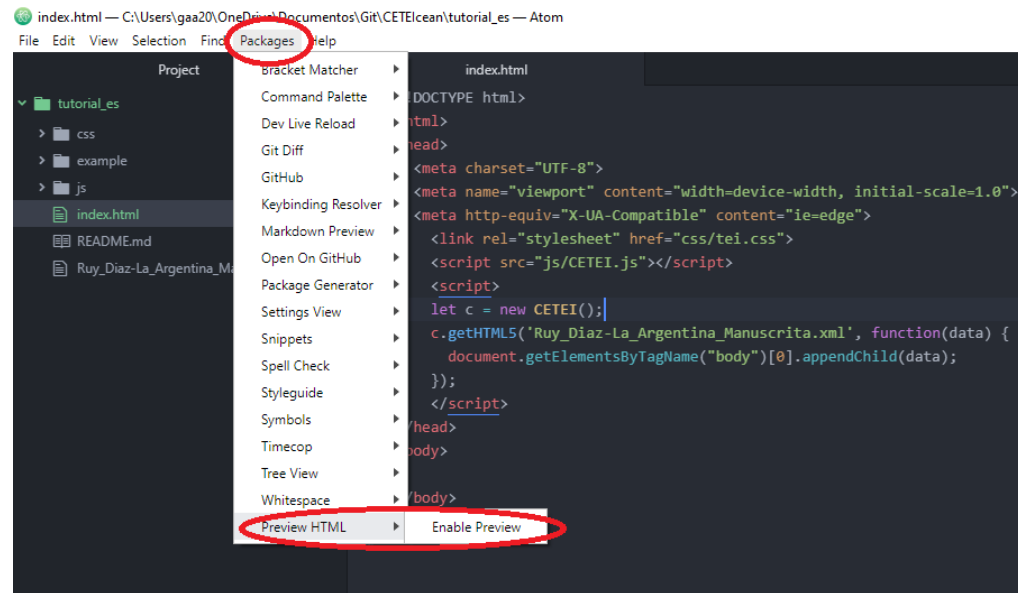 index.html — C:\Users\gaa20\OneDrive\Documentos\Git\CETEIcean\tutorial_es — Atom
File Edit View Selection Find Packages Help
Project
tutorial_es
css
example
js
index.html
README.md
Ruy_Diaz-La_Argentina_Ma
Bracket Matcher
Command Palette
Dev Live Reload
Git Diff
GitHub
Keybinding Resolver
Markdown Preview
Open On GitHub
Package Generator
Settings View
Snippets
Spell Check
Styleguide
Symbols
Timecop
Tree View
Whitespace
Preview HTML
Enable Preview
index.html
!DOCTYPE html>
html>
head>
<meta charset="UTF-8">
<meta name="viewport" content="width=device-width, initial-scale=1.0">
<meta http-equiv="X-UA-Compatible" content="ie=edge">
<link rel="stylesheet" href="css/tei.css">
<script src="js/CETEI.js"></script>
<script>
let c = new CETEI();
c.getHTML5('Ruy_Diaz-La_Argentina_Manuscrita.xml', function(data) {
document.getElementsByTagName("body")[0].appendChild(data);
});
</script>
/head>
body>
/body>